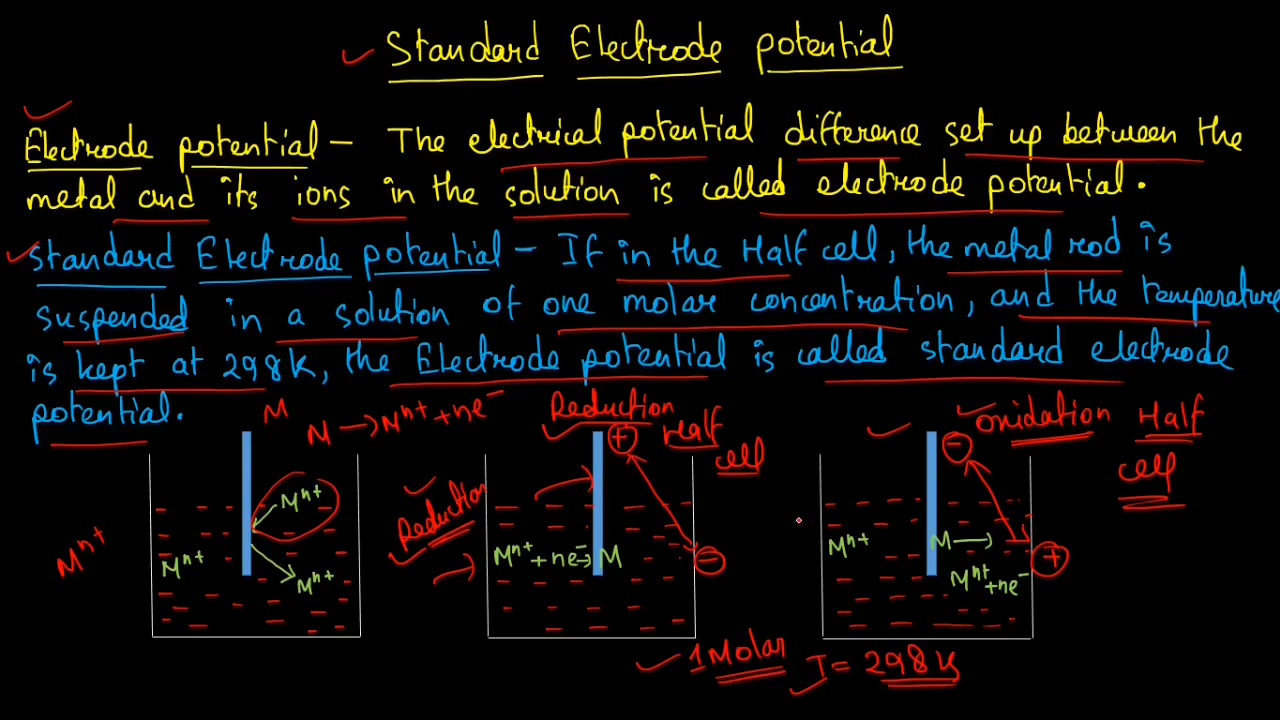 Standard Electrode potential
Electrode potential – The electrical potential difference set up between the
metal and its ions in the solution is called electrode potential.
Standard Electrode potential – If in the Half cell, the metal rod is
suspended in a solution of one molar concentration, and the temperature
is kept at 298K, the Electrode potential is called standard electrode
potential.
M
M → Mⁿ⁺ + ne⁻
Reduction
Half
cell
+
oxidation Half
cell
−
Mⁿ⁺
Mⁿ⁺
Mⁿ⁺
Mⁿ⁺
Reduction
Mⁿ⁺ + ne⁻ → M
−
Mⁿ⁺
M →
Mⁿ⁺
+ne⁻
+
1 Molar
T = 298 K